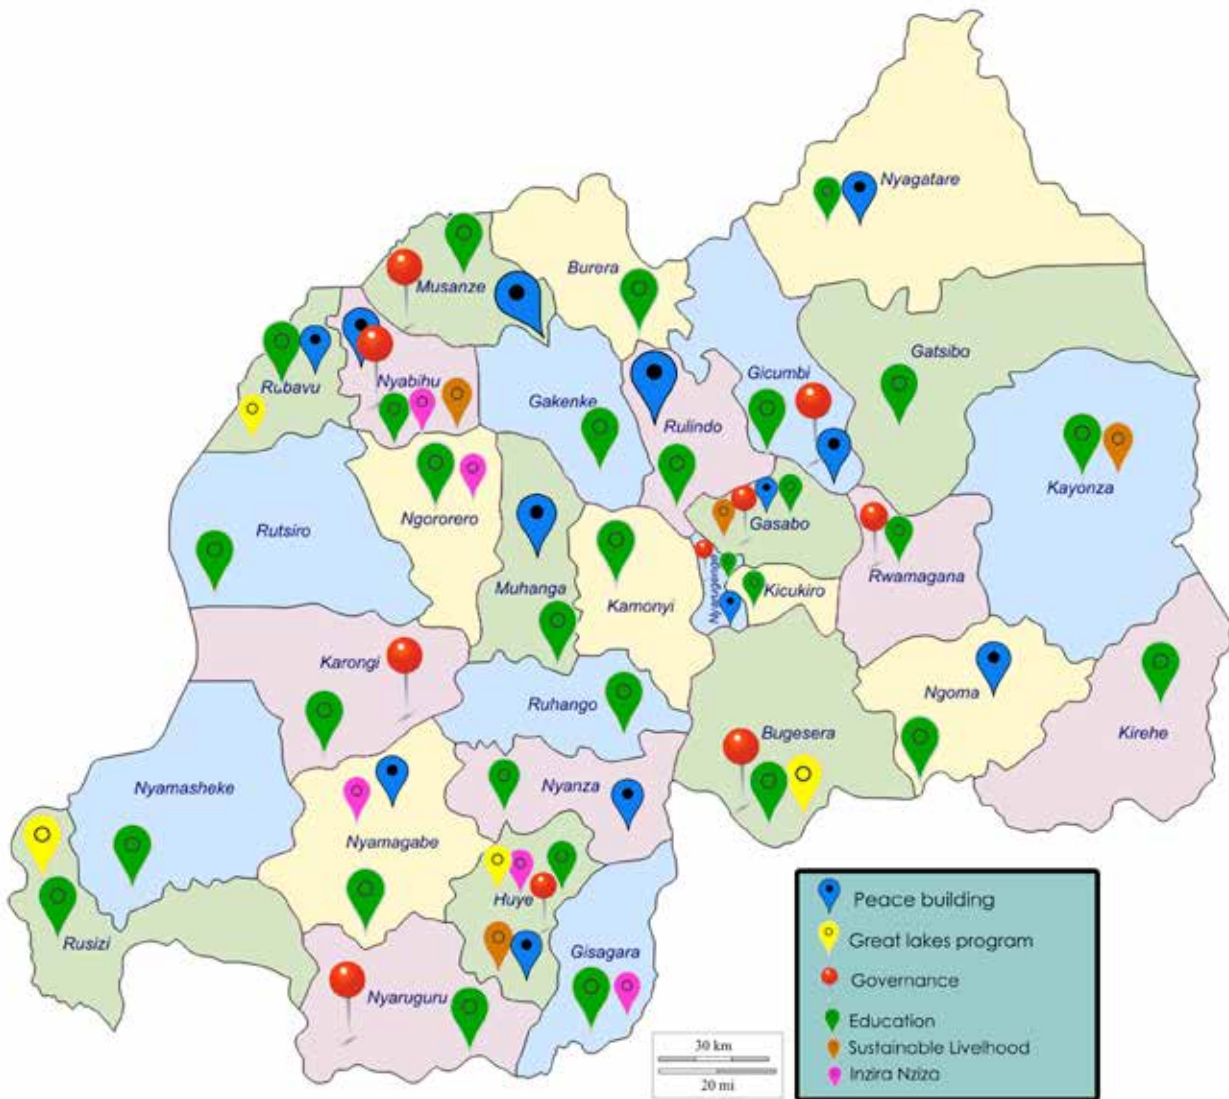 Nyagatare
Burera
Musanze
Gatsibo
Gicumbi
Rubavu
Nyabihu
Gakenke
Rulindo
Kayonza
Ngororero
Gasabo
Rutsiro
Rwamagana
Muhanga
Kamonyi
Nyarugenge
Kicukiro
Karongi
Ngoma
Ruhango
Bugesera
Kirehe
Nyamasheke
Nyanza
Nyamagabe
Huye
Rusizi
Gisagara
Nyaruguru
30 km
20 mi
Peace building
Great lakes program
Governance
Education
Sustainable Livelhood
Inzira Nziza